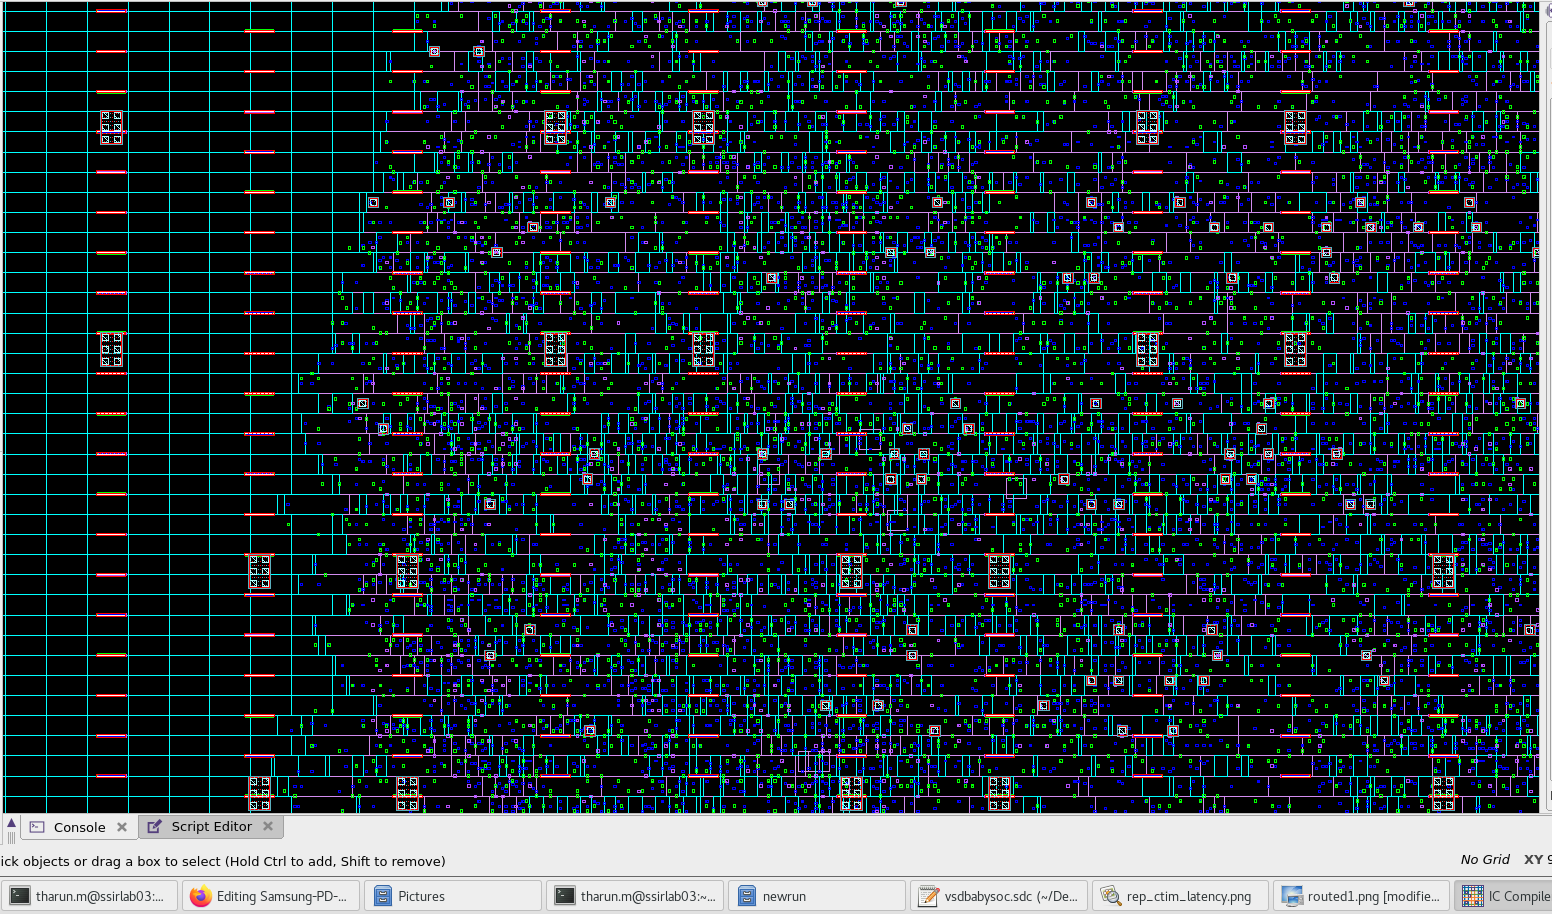 Console
Script Editor
ick objects or drag a box to select (Hold Ctrl to add, Shift to remove)
No Grid XY 9
tharun.m@ssirlab03:...
Editing Samsung-PD-...
Pictures
tharun.m@ssirlab03:~...
newrun
vsdbabysoc.sdc (~/De...
rep_ctim_latency.png
routed1.png [modifie...
IC Compile